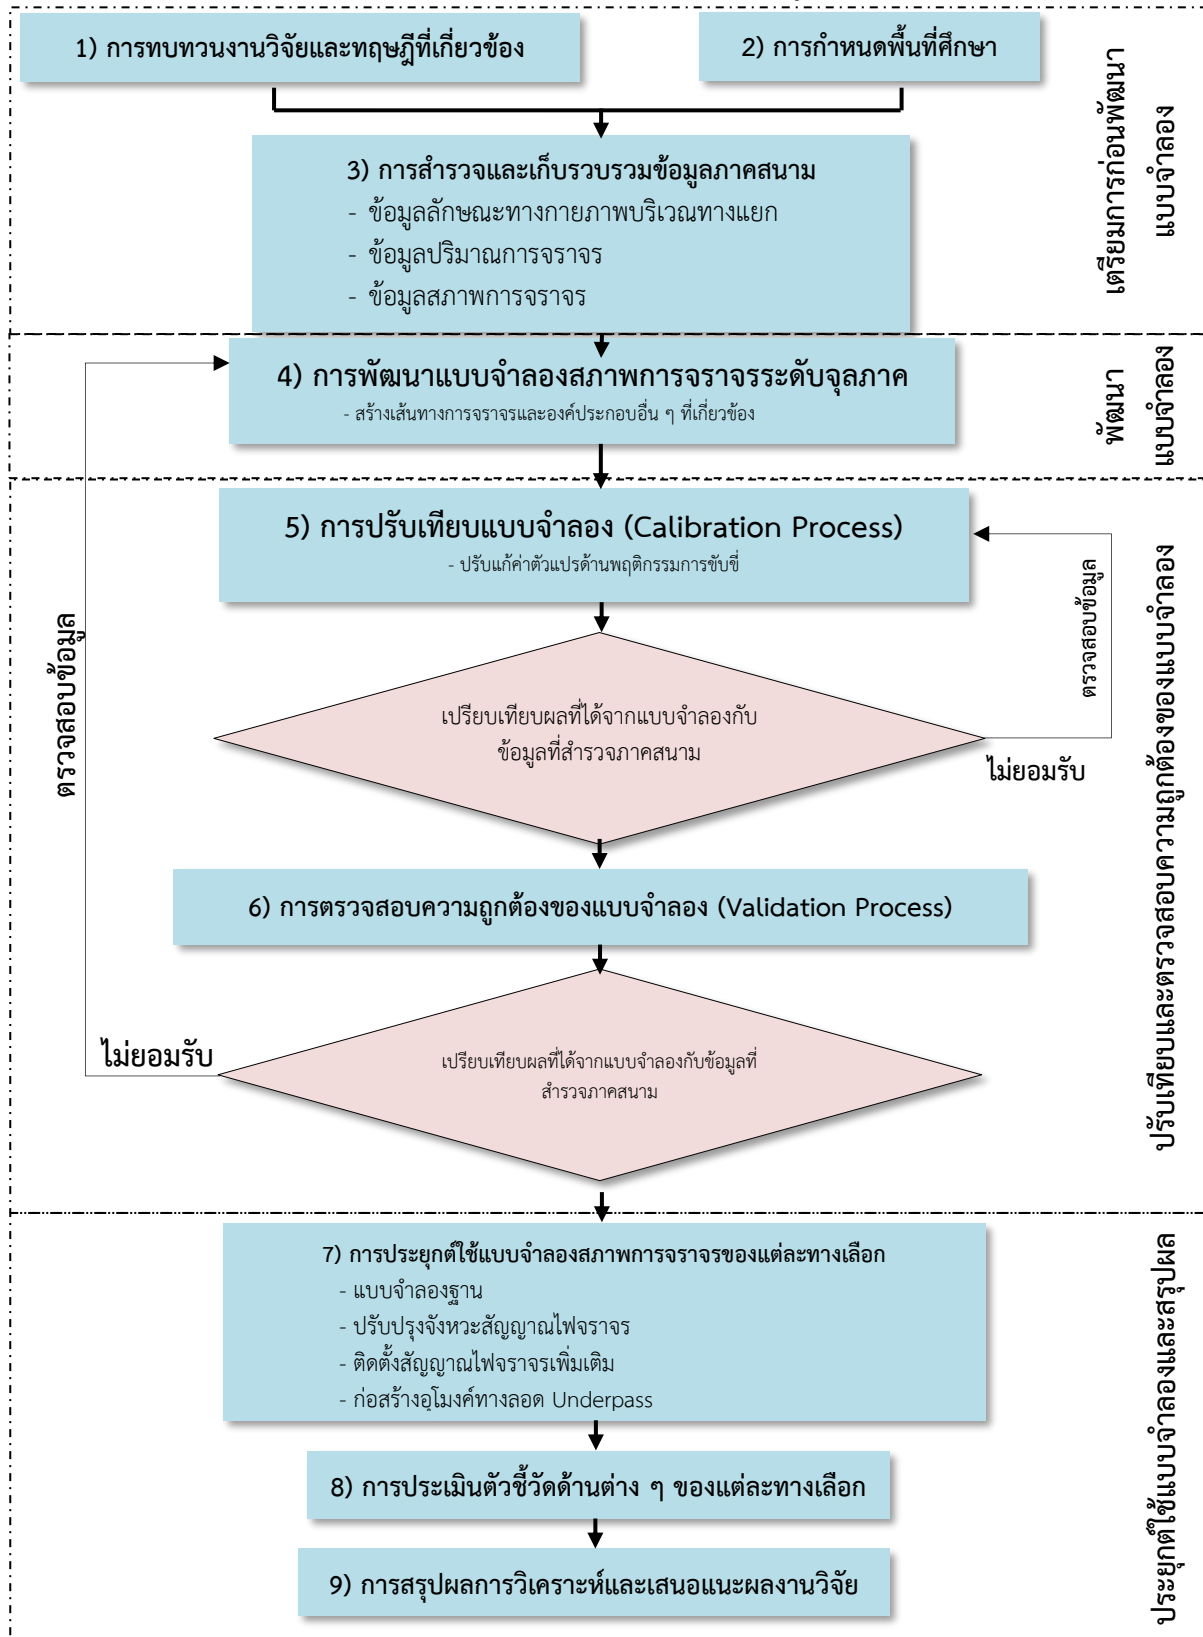 1) การทบทวนงานวิจัยและทฤษฎีที่เกี่ยวข้อง
2) การกำหนดพื้นที่ศึกษา
เตรียมการก่อนพัฒนา
แบบจำลอง
3) การสำรวจและเก็บรวบรวมข้อมูลภาคสนาม
- ข้อมูลลักษณะทางกายภาพบริเวณทางแยก
- ข้อมูลปริมาณการจราจร
- ข้อมูลสภาพการจราจร
4) การพัฒนาแบบจำลองสภาพการจราจรระดับจุลภาค
- สร้างเส้นทางการจราจรและองค์ประกอบอื่น ๆ ที่เกี่ยวข้อง
พัฒนา
แบบจำลอง
5) การปรับเทียบแบบจำลอง (Calibration Process)
- ปรับแก้ค่าตัวแปรด้านพฤติกรรมการขับขี่
ตรวจสอบข้อมูล
ตรวจสอบข้อมูล
ปรับเทียบและตรวจสอบความถูกต้องของแบบจำลอง
เปรียบเทียบผลที่ได้จากแบบจำลองกับ
ข้อมูลที่สำรวจภาคสนาม
ไม่ยอมรับ
6) การตรวจสอบความถูกต้องของแบบจำลอง (Validation Process)
ไม่ยอมรับ
เปรียบเทียบผลที่ได้จากแบบจำลองกับข้อมูลที่
สำรวจภาคสนาม
7) การประยุกต์ใช้แบบจำลองสภาพการจราจรของแต่ละทางเลือก
- แบบจำลองฐาน
- ปรับปรุงจังหวะสัญญาณไฟจราจร
- ติดตั้งสัญญาณไฟจราจรเพิ่มเติม
- ก่อสร้างอุโมงค์ทางลอด Underpass
ประยุกต์ใช้แบบจำลองและสรุปผล
8) การประเมินตัวชี้วัดด้านต่าง ๆ ของแต่ละทางเลือก
9) การสรุปผลการวิเคราะห์และเสนอแนะผลงานวิจัย